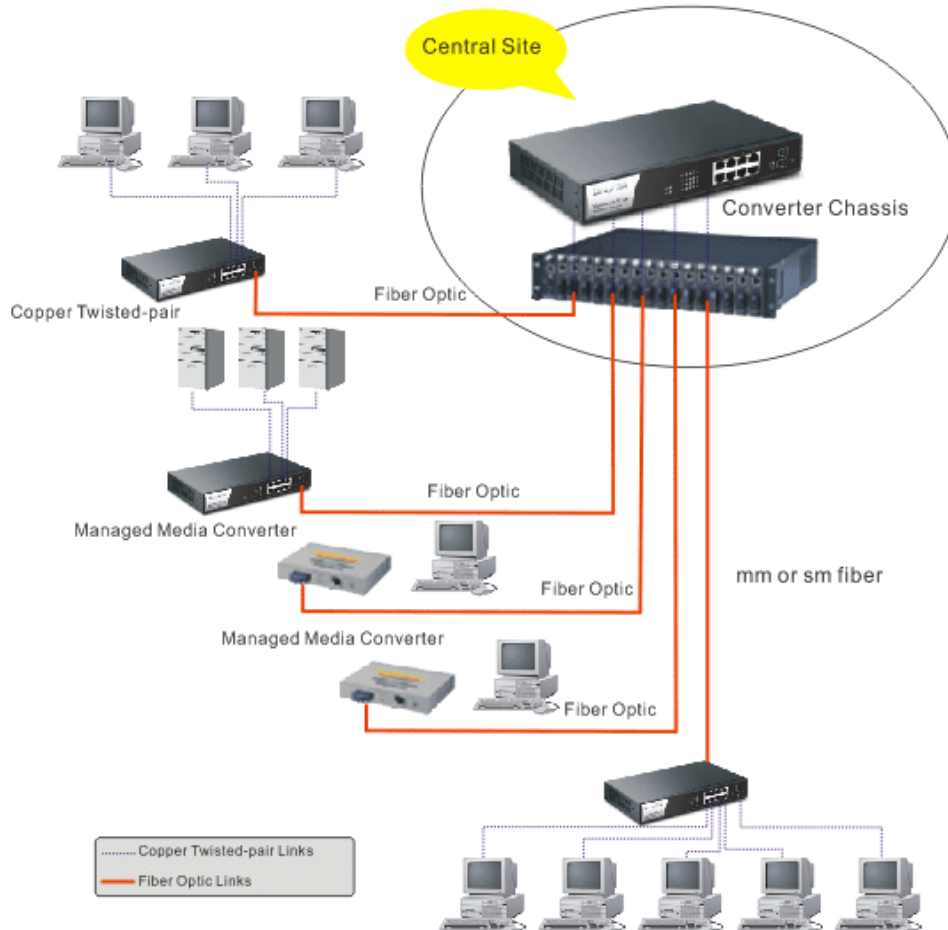 Central Site
Converter Chassis
Fiber Optic
Copper Twisted-pair
Fiber Optic
Managed Media Converter
mm or sm fiber
Fiber Optic
Managed Media Converter
Fiber Optic
Copper Twisted-pair Links
Fiber Optic Links